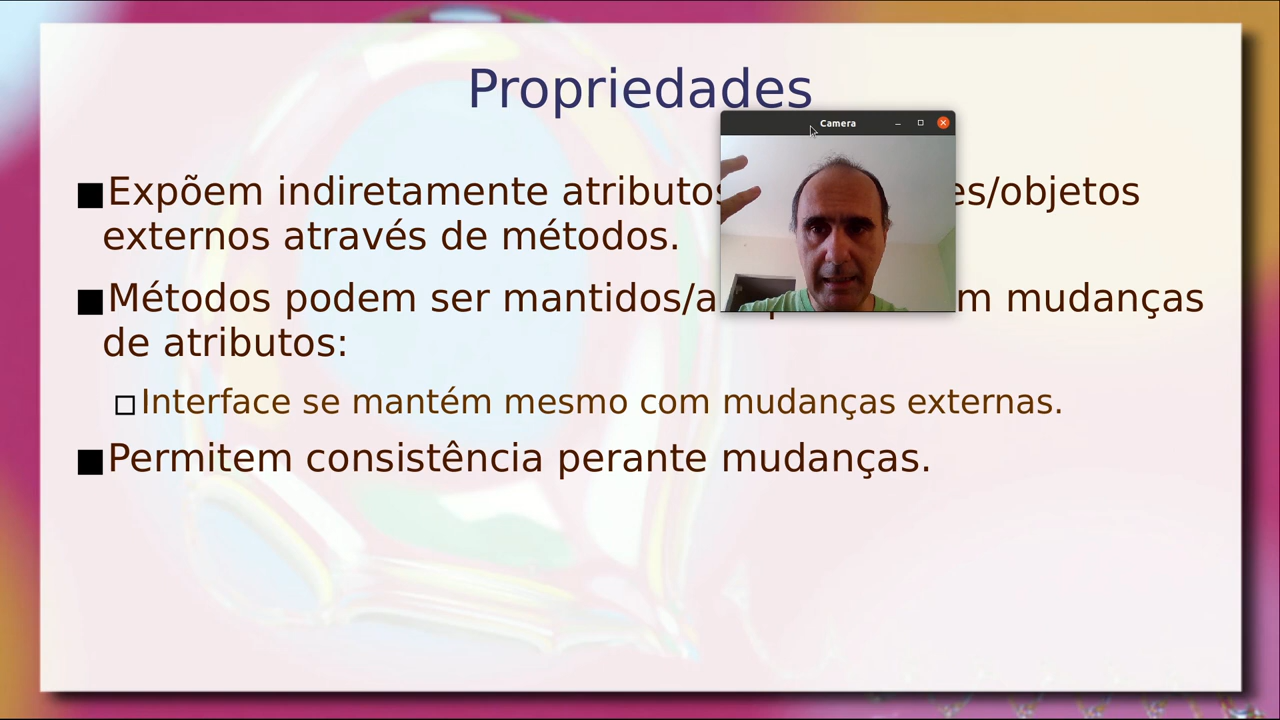 Propriedades
Camera
Expõem indiretamente atributos es/objetos
externos através de métodos.
Métodos podem ser mantidos/a m mudanças
de atributos:
Interface se mantém mesmo com mudanças externas.
Permitem consistência perante mudanças.